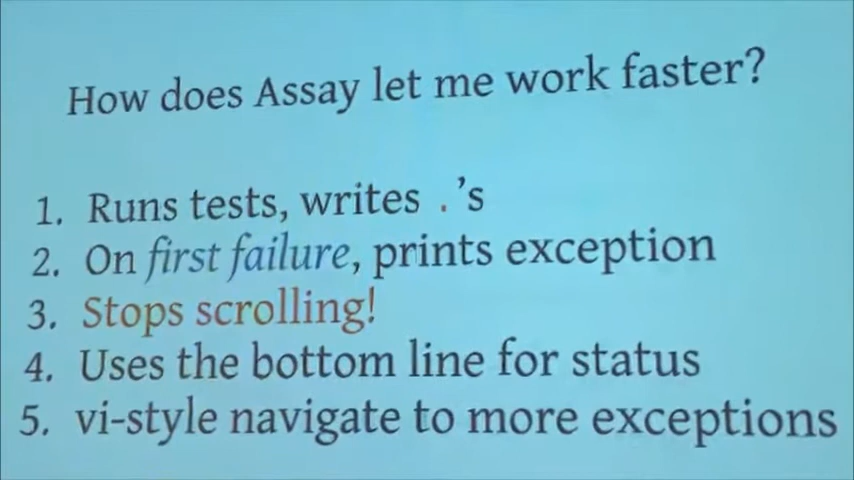 How does Assay let me work faster?
1. Runs tests, writes .’s
2. On first failure, prints exception
3. Stops scrolling!
4. Uses the bottom line for status
5. vi-style navigate to more exceptions